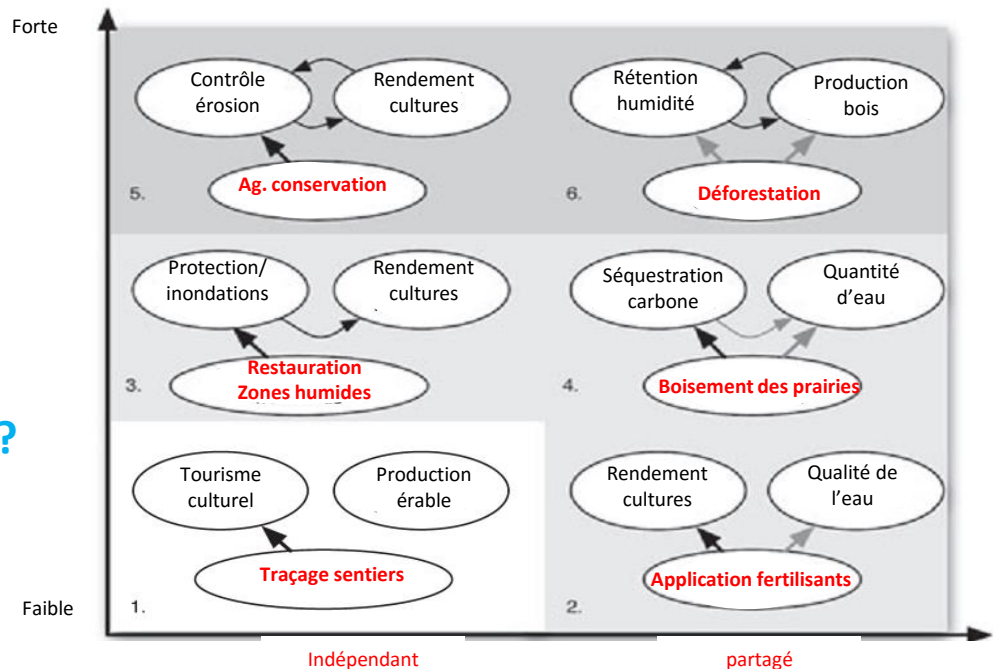 Forte
Contrôle
érosion
Rendement
cultures
5.
Ag. conservation
Rétention
humidité
Production
bois
6.
Déforestation
Protection/
inondations
Rendement
cultures
3.
Restauration
Zones humides
Séquestration
carbone
Quantité
d’eau
4.
Boisement des prairies
?
Tourisme
culturel
Production
érable
Traçage sentiers
1.
Rendement
cultures
Qualité de
l’eau
Application fertilisants
2.
Faible
Indépendant
partagé